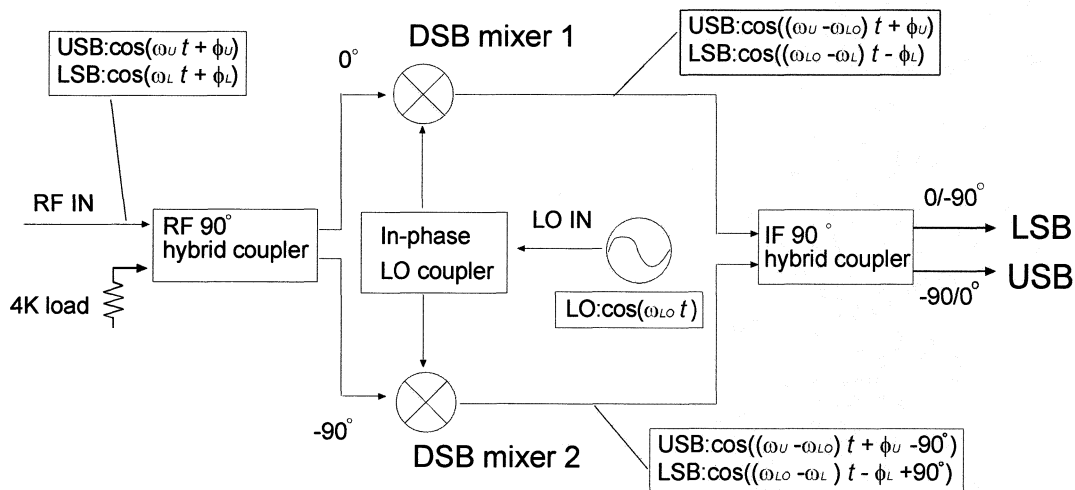 USB:cos(ωU t + ϕU)
LSB:cos(ωL t + ϕL)
DSB mixer 1
USB:cos((ωU -ωLO) t + ϕU)
LSB:cos((ωLO -ωL) t - ϕL)
0°
RF IN
RF 90°
hybrid coupler
4K load
In-phase
LO coupler
LO IN
LO:cos(ωLO t)
IF 90 °
hybrid coupler
0/-90°
LSB
USB
-90/0°
-90°
DSB mixer 2
USB:cos((ωU -ωLO) t + ϕU -90°)
LSB:cos((ωLO -ωL ) t - ϕL +90°)